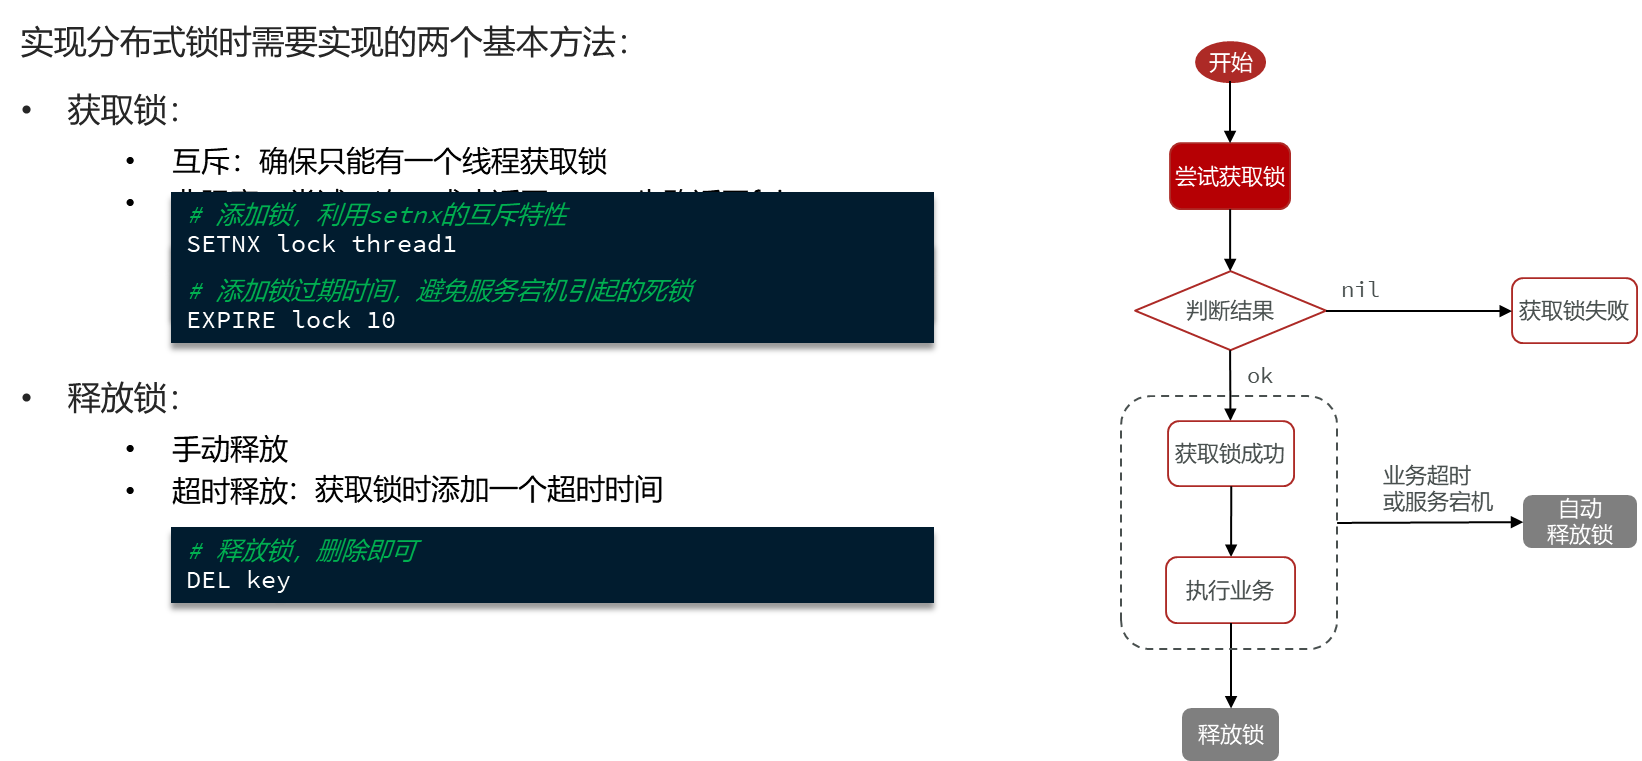 实现分布式锁时需要实现的两个基本方法：
• 获取锁：
• 互斥：确保只能有一个线程获取锁
•
# 添加锁，利用setnx的互斥特性
SETNX lock thread1
# 添加锁过期时间，避免服务宕机引起的死锁
EXPIRE lock 10
• 释放锁：
• 手动释放
• 超时释放：获取锁时添加一个超时时间
# 释放锁，删除即可
DEL key
开始
尝试获取锁
判断结果
nil
获取锁失败
ok
获取锁成功
执行业务
业务超时
或服务宕机
自动
释放锁
释放锁